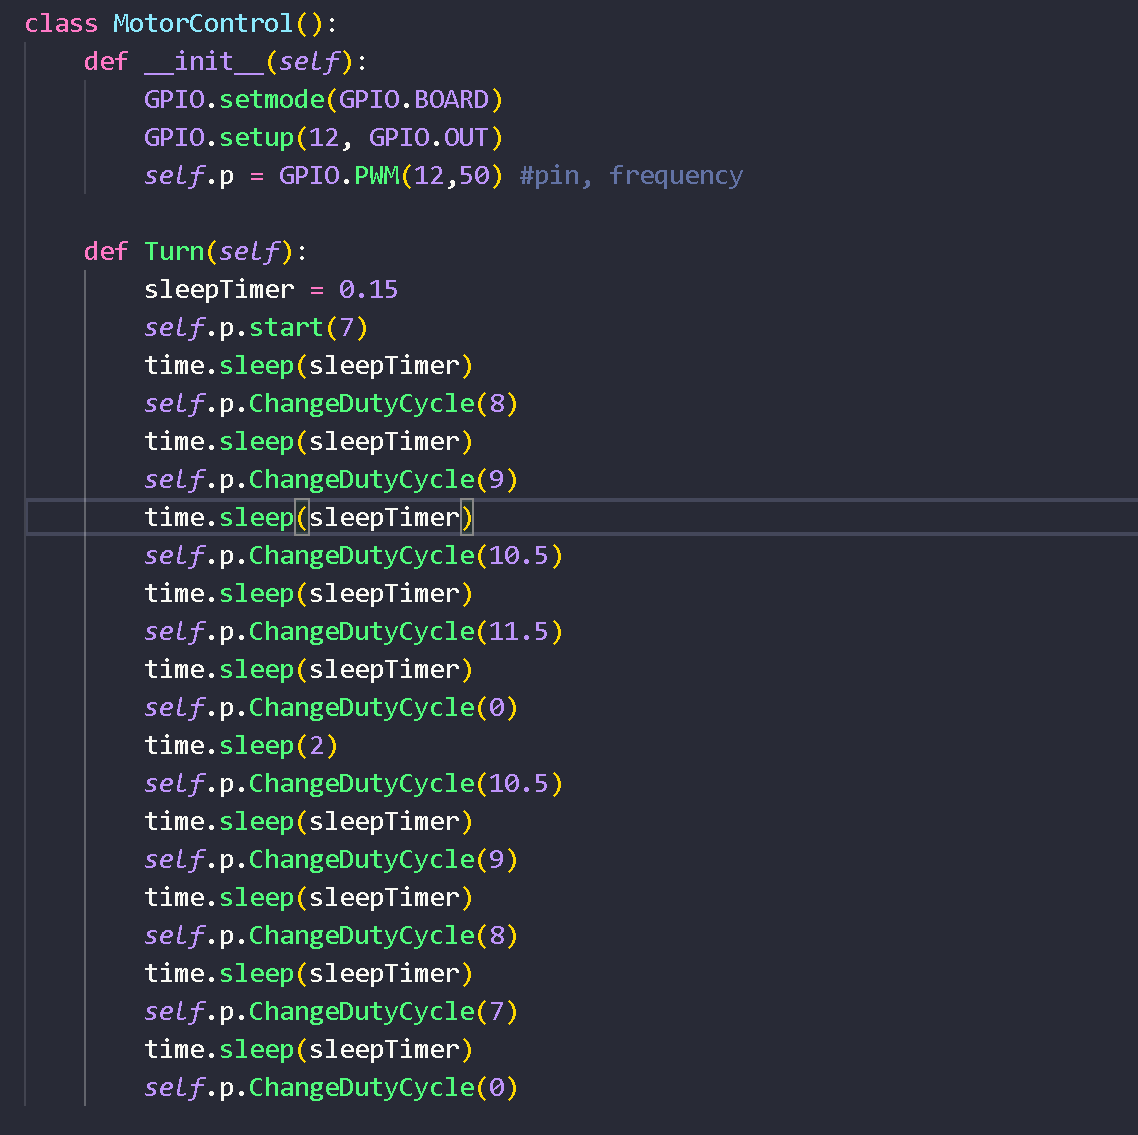 class MotorControl():
    def __init__(self):
        GPIO.setmode(GPIO.BOARD)
        GPIO.setup(12, GPIO.OUT)
        self.p = GPIO.PWM(12,50) #pin, frequency

    def Turn(self):
        sleepTimer = 0.15
        self.p.start(7)
        time.sleep(sleepTimer)
        self.p.ChangeDutyCycle(8)
        time.sleep(sleepTimer)
        self.p.ChangeDutyCycle(9)
        time.sleep(sleepTimer)
        self.p.ChangeDutyCycle(10.5)
        time.sleep(sleepTimer)
        self.p.ChangeDutyCycle(11.5)
        time.sleep(sleepTimer)
        self.p.ChangeDutyCycle(0)
        time.sleep(2)
        self.p.ChangeDutyCycle(10.5)
        time.sleep(sleepTimer)
        self.p.ChangeDutyCycle(9)
        time.sleep(sleepTimer)
        self.p.ChangeDutyCycle(8)
        time.sleep(sleepTimer)
        self.p.ChangeDutyCycle(7)
        time.sleep(sleepTimer)
        self.p.ChangeDutyCycle(0)